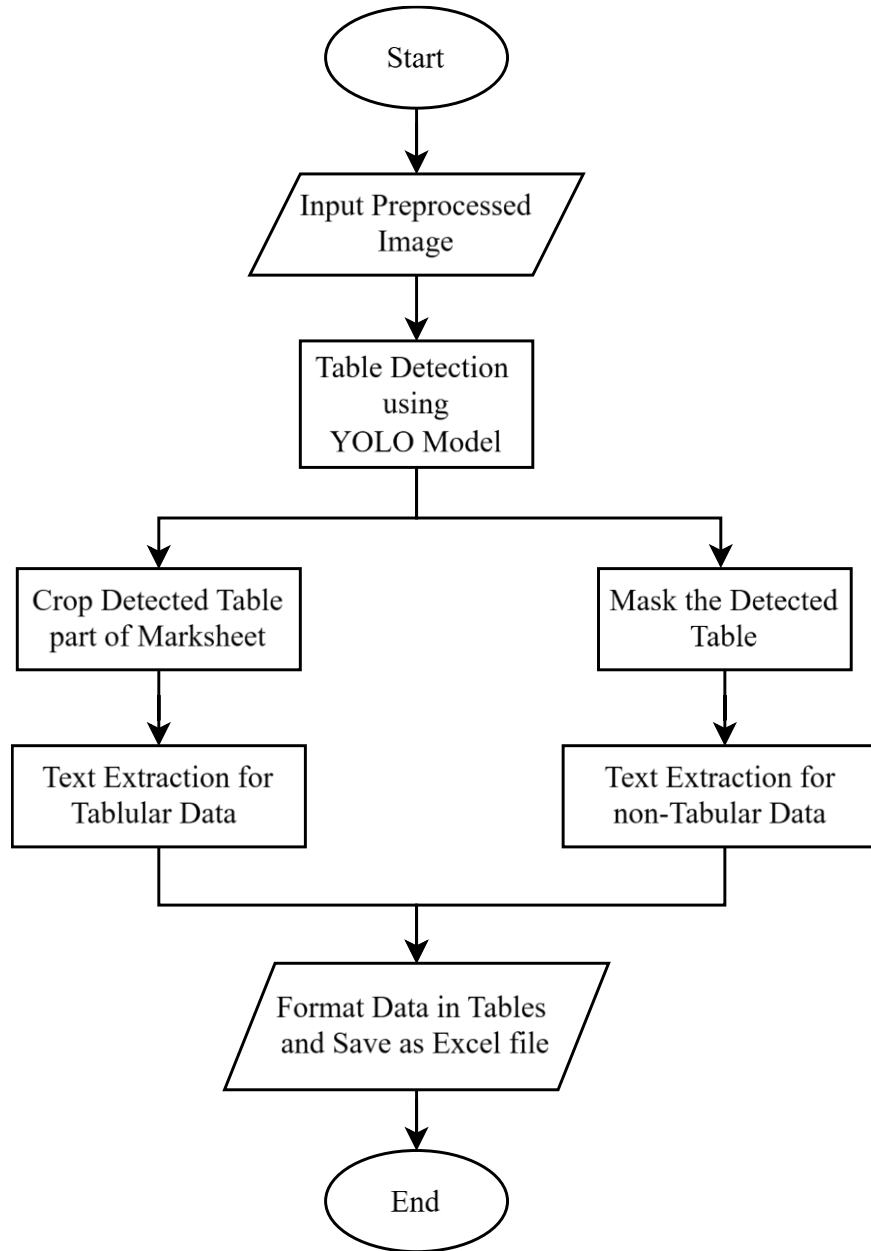 Start
Input Preprocessed
Image
Table Detection
using
YOLO Model
Crop Detected Table
part of Marksheet
Mask the Detected
Table
Text Extraction for
Tablular Data
Text Extraction for
non-Tabular Data
Format Data in Tables
and Save as Excel file
End